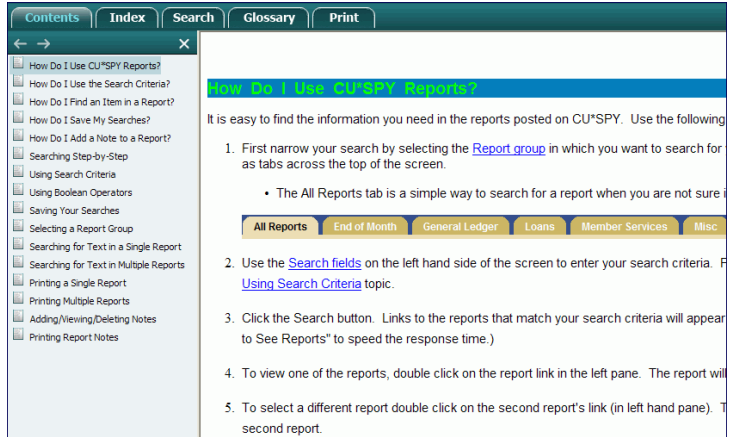 Contents Index Search Glossary Print
How Do I Use CU*SPY Reports?
How Do I Use the Search Criteria?
How Do I Find an Item in a Report?
How Do I Save My Searches?
How Do I Add a Note to a Report?
Searching Step-by-Step
Using Search Criteria
Using Boolean Operators
Saving Your Searches
Selecting a Report Group
Searching for Text in a Single Report
Searching for Text in Multiple Reports
Printing a Single Report
Printing Multiple Reports
Adding/Viewing/Deleting Notes
Printing Report Notes
How Do I Use CU*SPY Reports?
It is easy to find the information you need in the reports posted on CU*SPY. Use the following
1. First narrow your search by selecting the Report group in which you want to search for
as tabs across the top of the screen.
• The All Reports tab is a simple way to search for a report when you are not sure
All Reports End of Month General Ledger Loans Member Services Misc
2. Use the Search fields on the left hand side of the screen to enter your search criteria.
Using Search Criteria topic.
3. Click the Search button. Links to the reports that match your search criteria will appear
to See Reports" to speed the response time.)
4. To view one of the reports, double click on the report link in the left pane. The report will
5. To select a different report double click on the second report's link (in left hand pane).
second report.